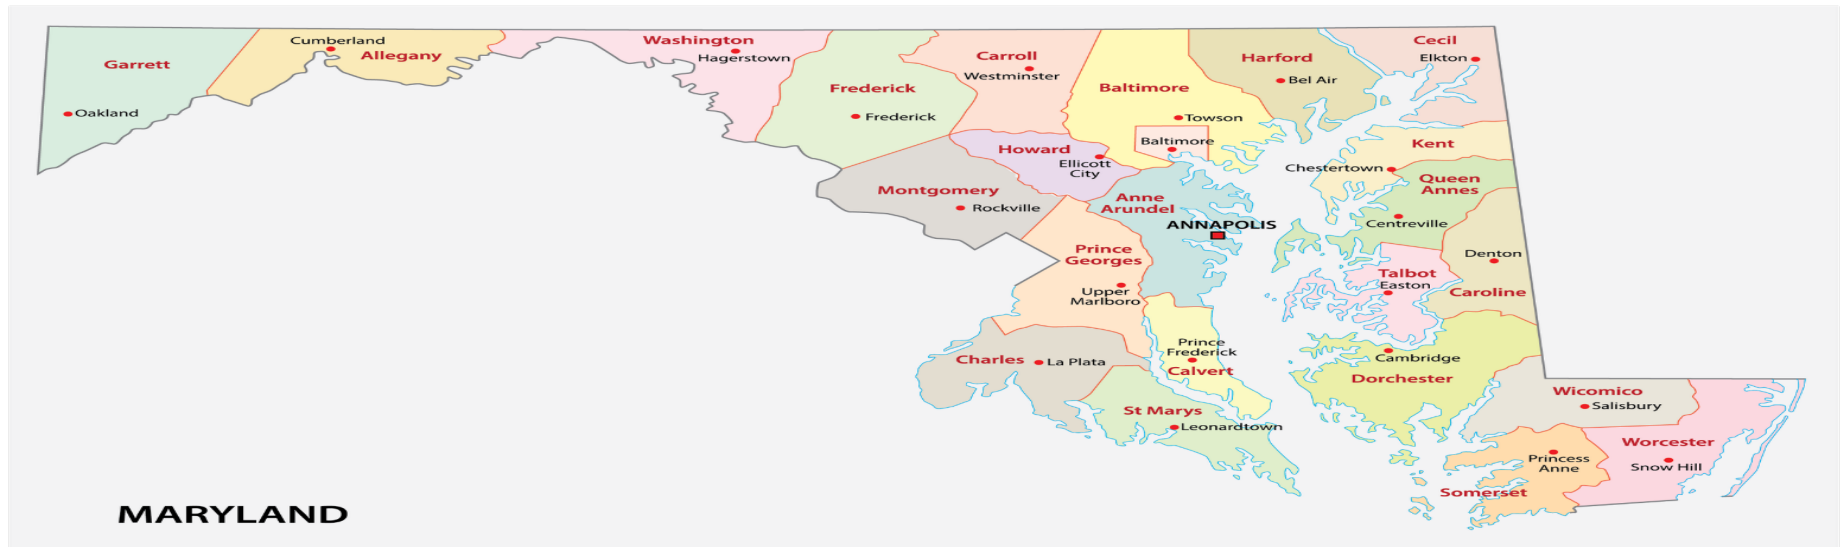 Garrett
Oakland
Cumberland
Allegany
Washington
Hagerstown
Frederick
Frederick
Carroll
Westminster
Baltimore
Towson
Baltimore
Harford
Bel Air
Cecil
Elkton
Howard
Ellicott
City
Montgomery
Rockville
Anne
Arundel
ANNAPOLIS
Kent
Chestertown
Queen
Annes
Centreville
Prince
Georges
Upper
Marlboro
Talbot
Easton
Denton
Caroline
Charles
La Plata
Prince
Frederick
Calvert
Cambridge
Dorchester
St Marys
Leonardtown
Wicomico
Salisbury
Worcester
Snow Hill
Princess
Anne
Somerset
MARYLAND